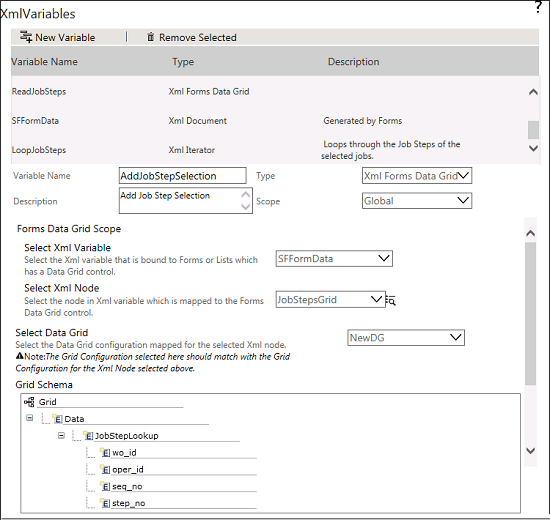 XmlVariables ?
New Variable | Remove Selected
Variable Name Type Description
ReadJobSteps Xml Forms Data Grid
SFFormData Xml Document Generated by Forms
LoopJobSteps Xml Iterator Loops through the Job Steps of the
selected jobs.
Variable Name AddJobStepSelection Type Xml Forms Data Grid
Description Add Job Step Selection Scope Global
Forms Data Grid Scope
Select Xml Variable
Select the Xml variable that is bound to Forms or Lists which
has a Data Grid control.
SFFormData
Select Xml Node
Select the node in Xml variable which is mapped to the Forms
Data Grid control.
JobStepsGrid
Select Data Grid
Select the Data Grid configuration mapped for the selected Xml node.
Note:The Grid Configuration selected here should match with the Grid
Configuration for the Xml Node selected above.
NewDG
Grid Schema
Grid
Data
JobStepLookup
wo_id
oper_id
seq_no
step_no